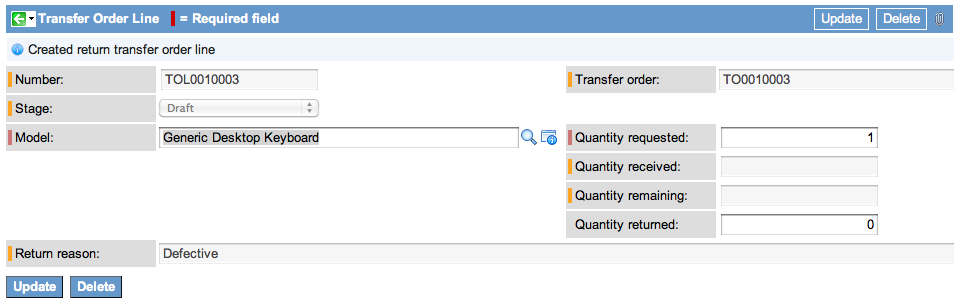 Transfer Order Line = Required field Update Delete
Created return transfer order line
Number: TOL0010003 Transfer order: TO0010003
Stage: Draft
Model: Generic Desktop Keyboard Quantity requested: 1
Quantity received:
Quantity remaining:
Quantity returned: 0
Return reason: Defective
Update Delete